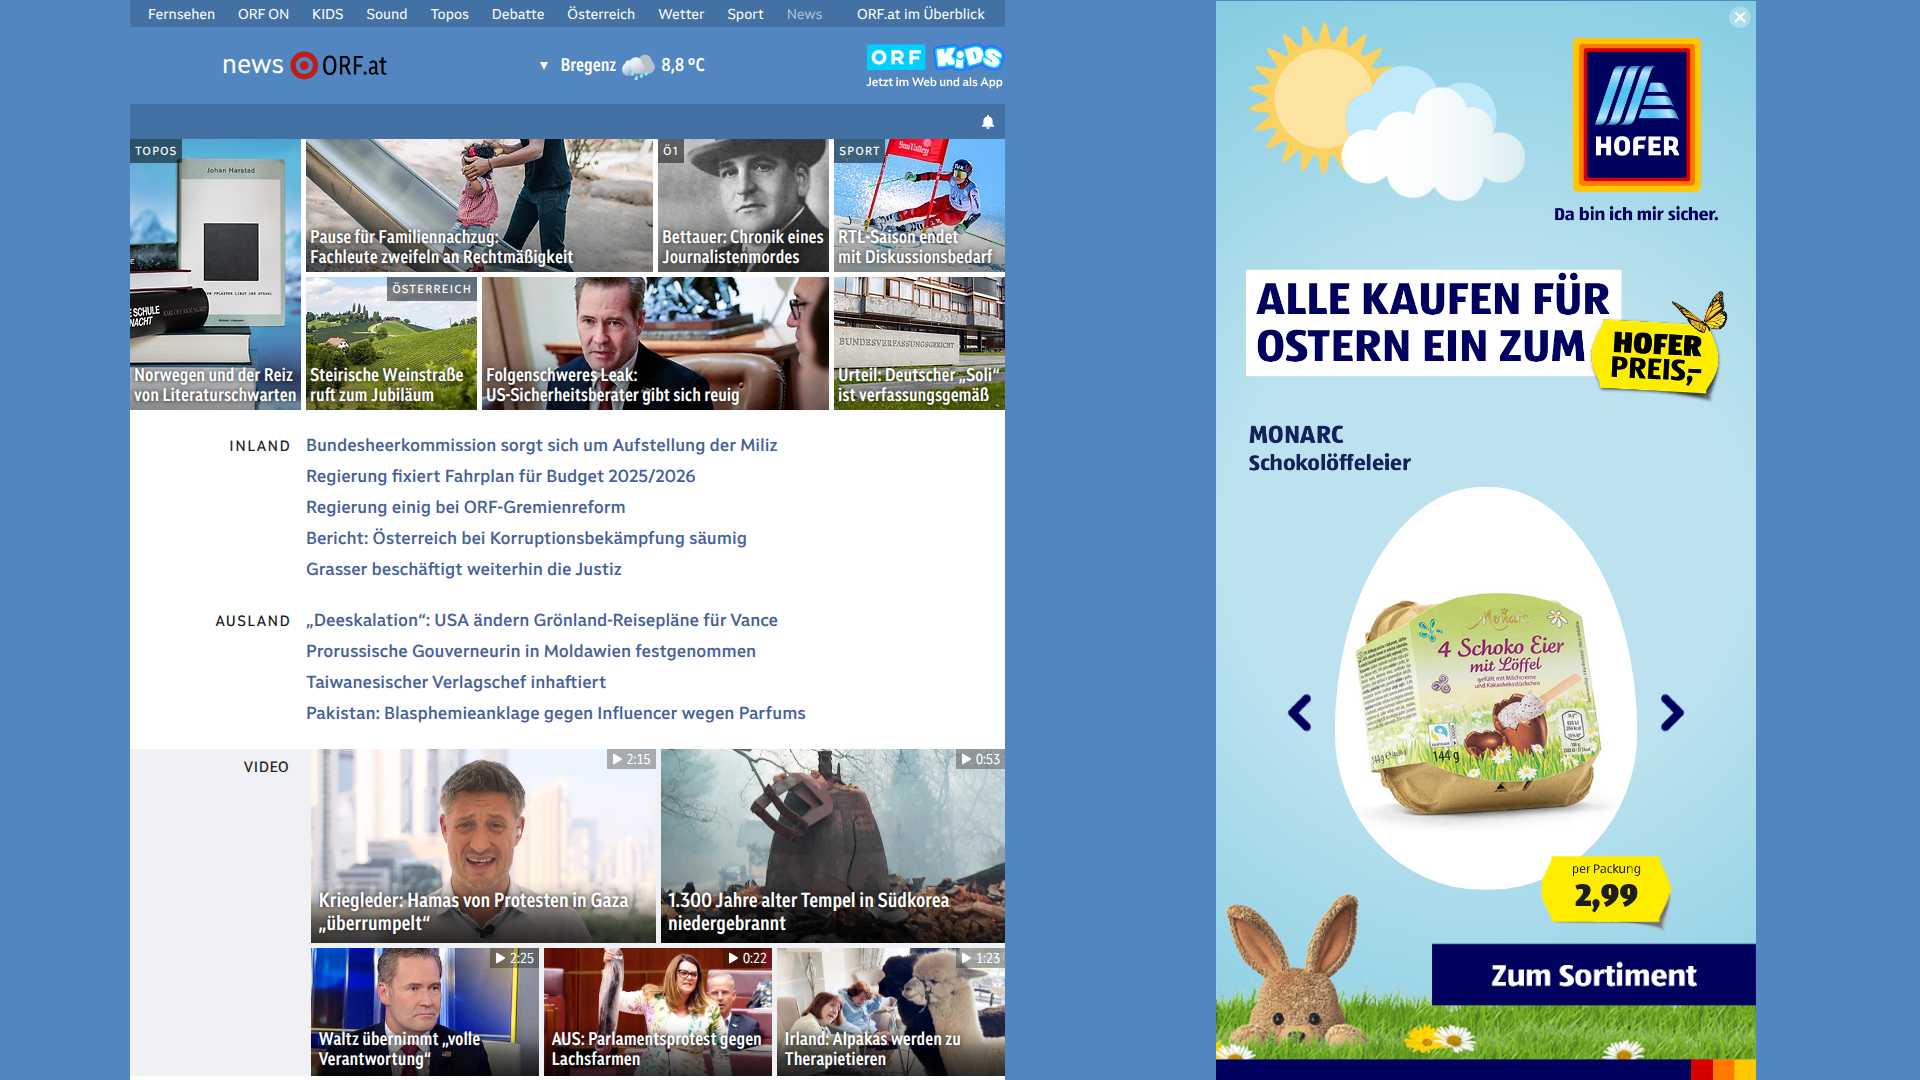 Fernsehen ORF ON KIDS Sound Topos Debatte Österreich Wetter Sport News ORF.at im Überblick
news ORF.at
▼ Bregenz 8,8 °C
ORF KiDS
Jetzt im Web und als App
TOPOS
Johan Harstad
Norwegen und der Reiz
von Literaturschwarten
Pause für Familiennachzug:
Fachleute zweifeln an Rechtmäßigkeit
Ö1
Bettauer: Chronik eines
Journalistenmordes
SPORT
RTL-Saison endet
mit Diskussionsbedarf
ÖSTERREICH
Steirische Weinstraße
ruft zum Jubiläum
Folgenschweres Leak:
US-Sicherheitsberater gibt sich reuig
BUNDESVERFASSUNGSGERICHT
Urteil: Deutscher „Soli“
ist verfassungsgemäß
INLAND
Bundesheerkommission sorgt sich um Aufstellung der Miliz
Regierung fixiert Fahrplan für Budget 2025/2026
Regierung einig bei ORF-Gremienreform
Bericht: Österreich bei Korruptionsbekämpfung säumig
Grasser beschäftigt weiterhin die Justiz
AUSLAND
„Deeskalation“: USA ändern Grönland-Reisepläne für Vance
Prorussische Gouverneurin in Moldawien festgenommen
Taiwanesischer Verlagschef inhaftiert
Pakistan: Blasphemieanklage gegen Influencer wegen Parfums
VIDEO
2:15
Kriegleder: Hamas von Protesten in Gaza
„überrumpelt“
0:53
1.300 Jahre alter Tempel in Südkorea
niedergebrannt
2:25
Waltz übernimmt „volle
Verantwortung“
0:22
AUS: Parlamentsprotest gegen
Lachsfarmen
1:23
Irland: Alpakas werden zu
Therapietieren
HOFER
Da bin ich mir sicher.
ALLE KAUFEN FÜR
OSTERN EIN ZUM
HOFER
PREIS,–
MONARC
Schokolöffeleier
Monarc
4 Schoko Eier
mit Löffel
gefüllt mit Milchcreme
und Kakaokeksstückchen
144 g
per Packung
2,99
Zum Sortiment